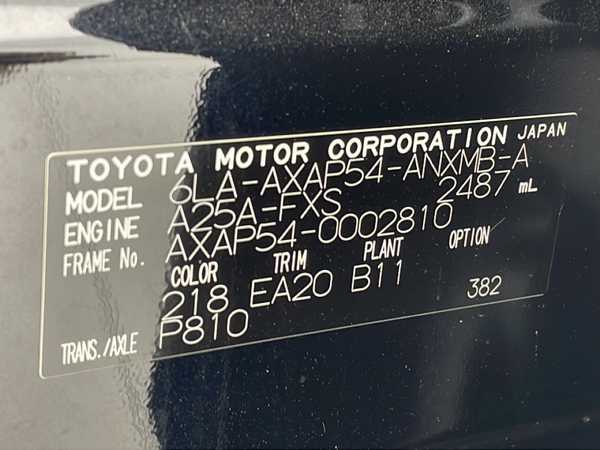 TOYOTA MOTOR CORPORATION JAPAN
MODEL 6LA-AXAP54-ANXMB-A
ENGINE A25A-FXS 2487 mL
FRAME No. AXAP54-0002810
COLOR TRIM PLANT OPTION
218 EA20 B11 382
TRANS./AXLE P810